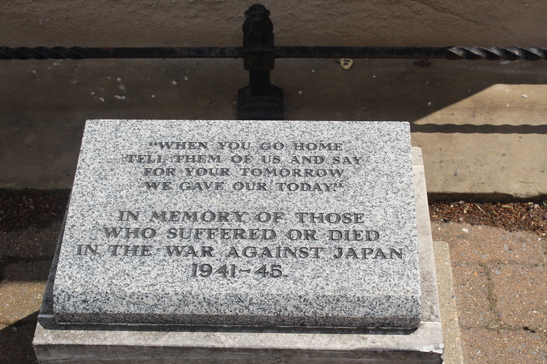 "WHEN YOU GO HOME
TELL THEM OF US AND SAY
FOR YOUR TOMORROW
WE GAVE OUR TODAY."
IN MEMORY OF THOSE
WHO SUFFERED OR DIED
IN THE WAR AGAINST JAPAN
1941-45.